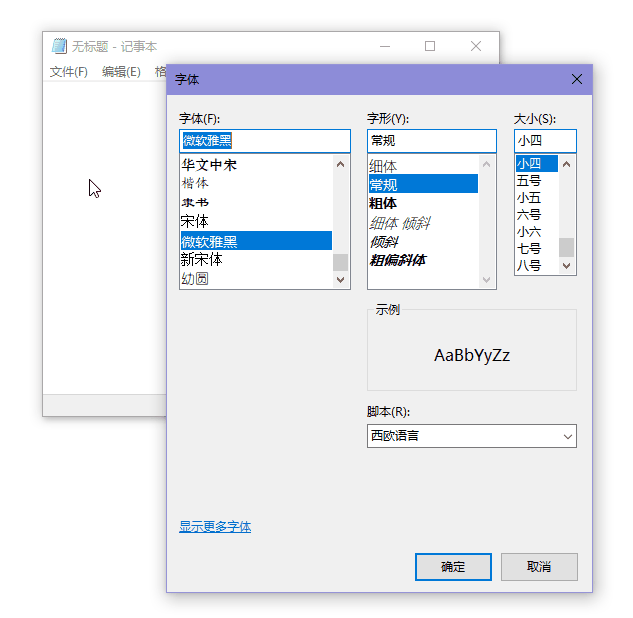 无标题 - 记事本
文件(F) 编辑(E) 格
字体
字体(F): 字形(Y): 大小(S):
微软雅黑 常规 小四
华文中宋
楷体
隶书
宋体
微软雅黑
新宋体
幼圆
细体
常规
粗体
细体 倾斜
倾斜
粗偏斜体
小四
五号
小五
六号
小六
七号
八号
示例
AaBbYyZz
脚本(R):
西欧语言
显示更多字体
确定 取消